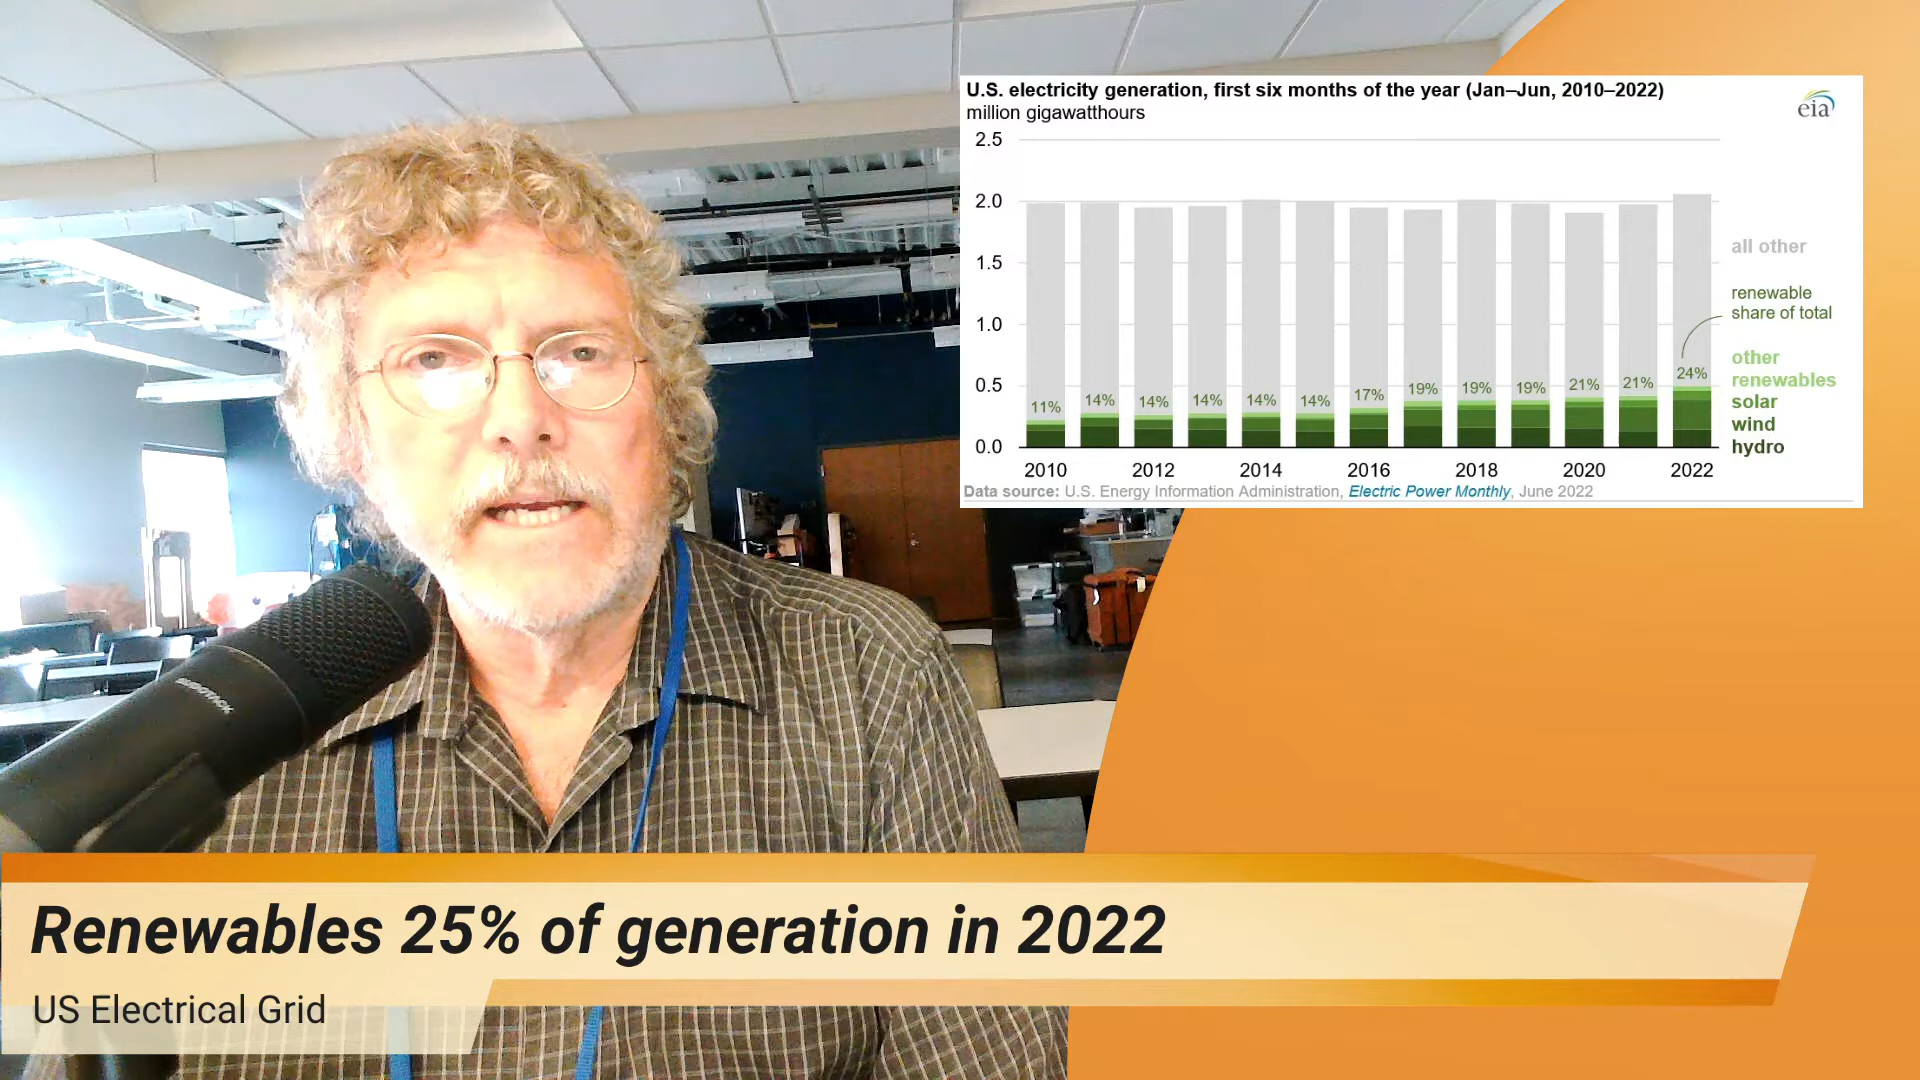 U.S. electricity generation, first six months of the year (Jan–Jun, 2010–2022)
million gigawatthours
eia
2.5
2.0
1.5
1.0
0.5
0.0
all other
renewable
share of total
other
renewables
solar
wind
hydro
11%
14%
14%
14%
14%
14%
17%
19%
19%
19%
21%
21%
24%
2010
2012
2014
2016
2018
2020
2022
Data source: U.S. Energy Information Administration, Electric Power Monthly, June 2022
Renewables 25% of generation in 2022
US Electrical Grid